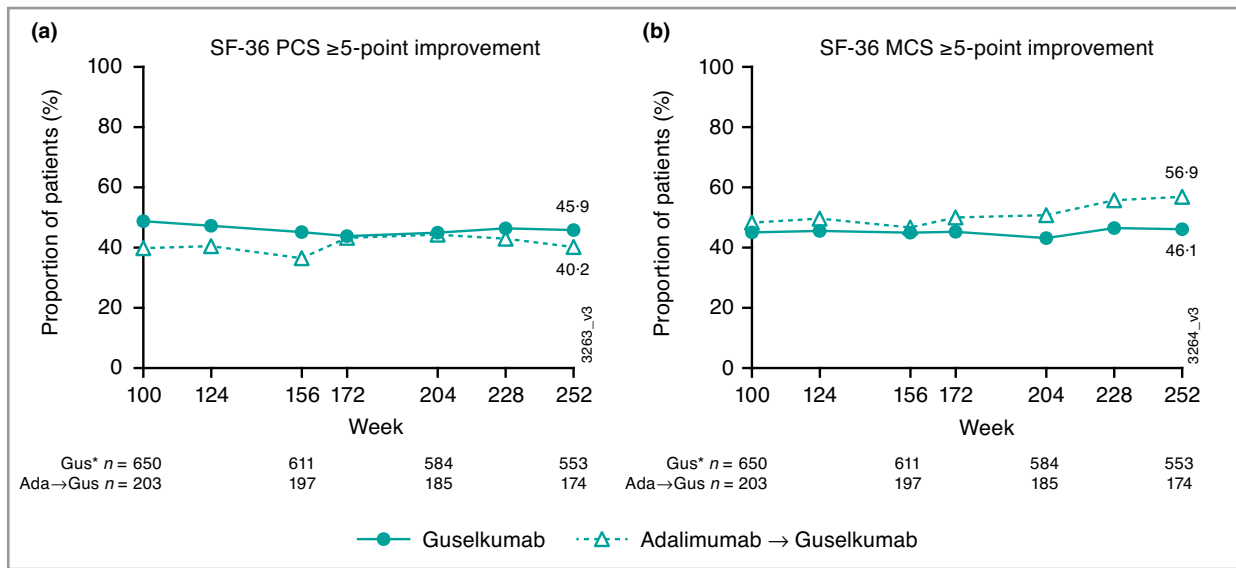 (a)
SF-36 PCS ≥5-point improvement
Proportion of patients (%)
100
80
60
40
20
0
45·9
40·2
3263_v3
100 124 156 172 204 228 252
Week
Gus* n = 650 611 584 553
Ada→Gus n = 203 197 185 174
(b)
SF-36 MCS ≥5-point improvement
Proportion of patients (%)
100
80
60
40
20
0
56·9
46·1
3264_v3
100 124 156 172 204 228 252
Week
Gus* n = 650 611 584 553
Ada→Gus n = 203 197 185 174
Guselkumab Adalimumab → Guselkumab